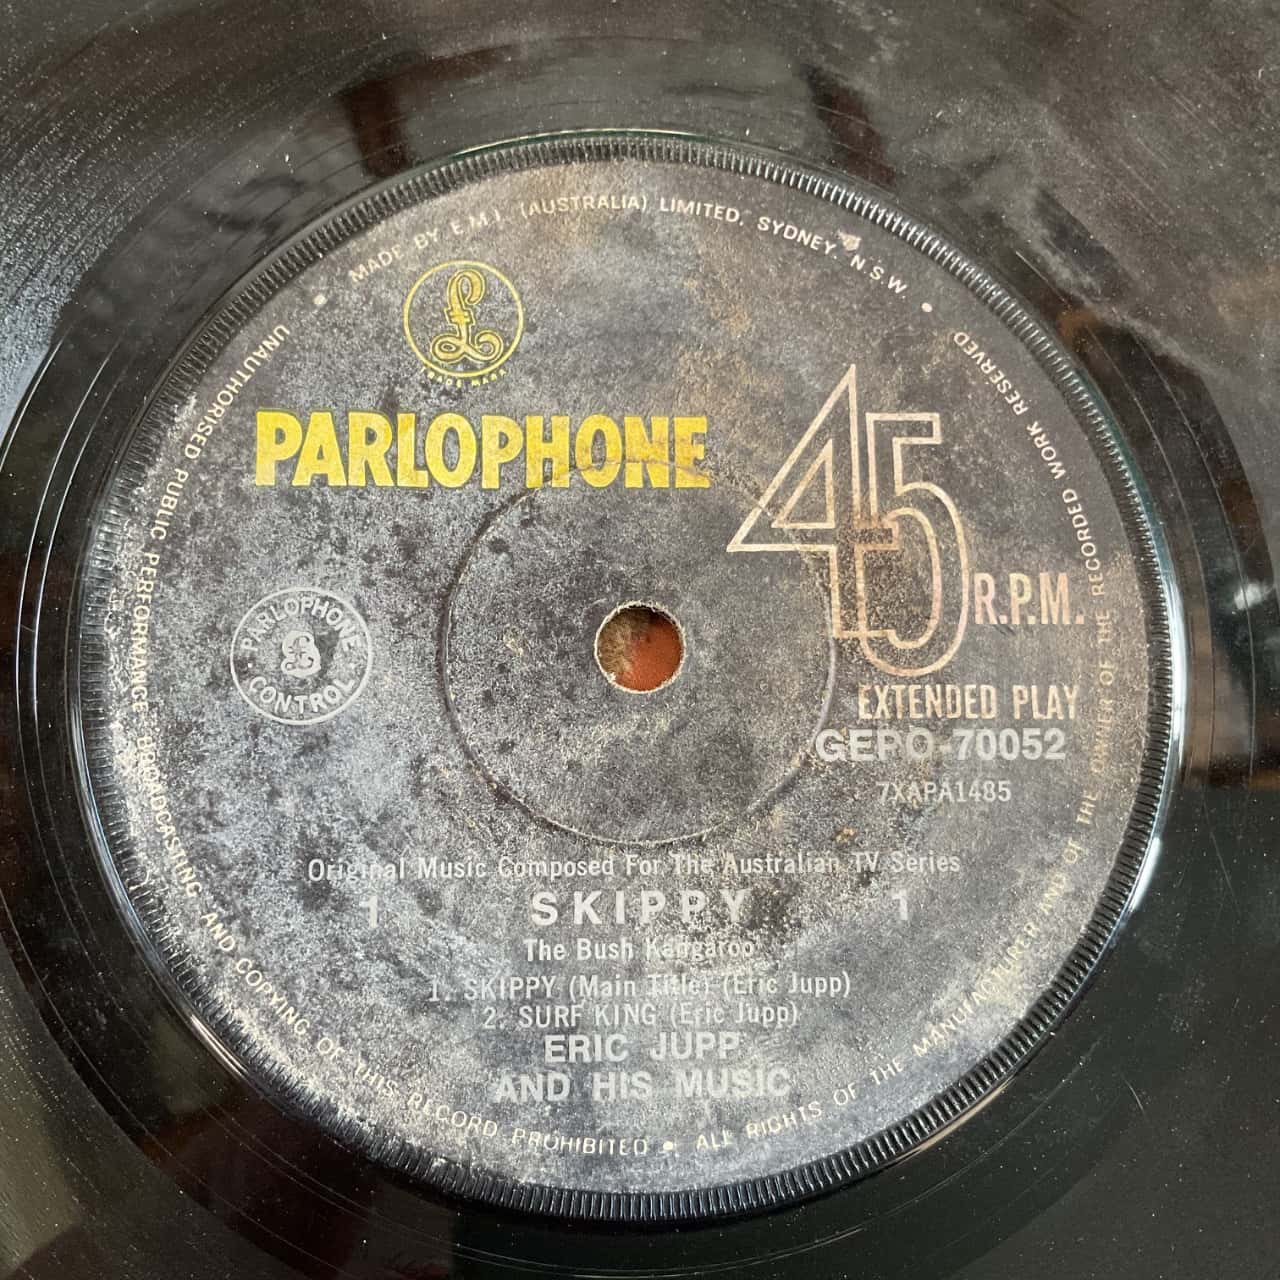 MADE BY E.M.I. (AUSTRALIA) LIMITED, SYDNEY, N.S.W.
£
TRADE MARK
PARLOPHONE
45 R.P.M.
EXTENDED PLAY
GEPO-70052
7XAPA1485
PARLOPHONE
£
CONTROL
Original Music Composed For The Australian TV Series
1 SKIPPY 1
The Bush Kangaroo
1. SKIPPY (Main Title) (Eric Jupp)
2. SURF KING (Eric Jupp)
ERIC JUPP
AND HIS MUSIC
UNAUTHORISED PUBLIC PERFORMANCE BROADCASTING AND COPYING OF THIS RECORD PROHIBITED • ALL RIGHTS OF THE MANUFACTURER AND OF THE OWNER OF THE RECORDED WORK RESERVED